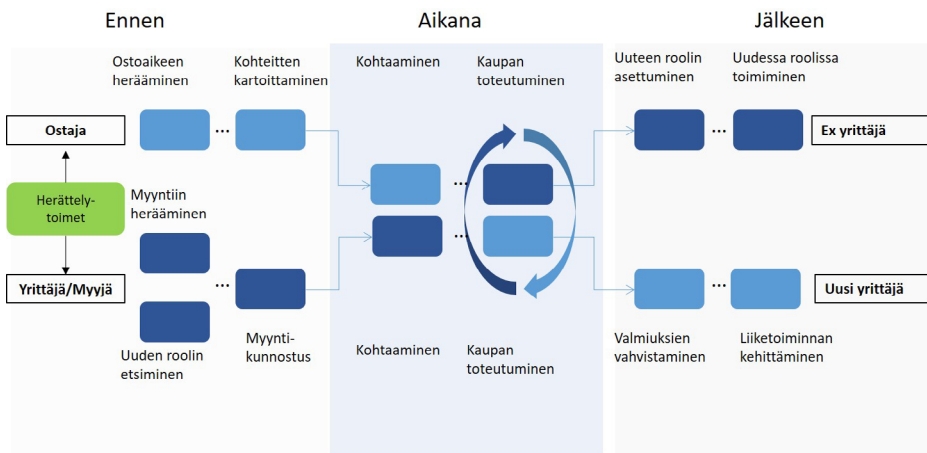 Ennen
Aikana
Jälkeen
Ostoaikeen
herääminen
Kohteitten
kartoittaminen
Kohtaaminen
Kaupan
toteutuminen
Uuteen roolin
asettuminen
Uudessa roolissa
toimiminen
Ostaja
...
...
...
Ex yrittäjä
Herättely-
toimet
Myyntiin
herääminen
...
Yrittäjä/Myyjä
...
...
Uusi yrittäjä
Uuden roolin
etsiminen
Myynti-
kunnostus
Kohtaaminen
Kaupan
toteutuminen
Valmiuksien
vahvistaminen
Liiketoiminnan
kehittäminen